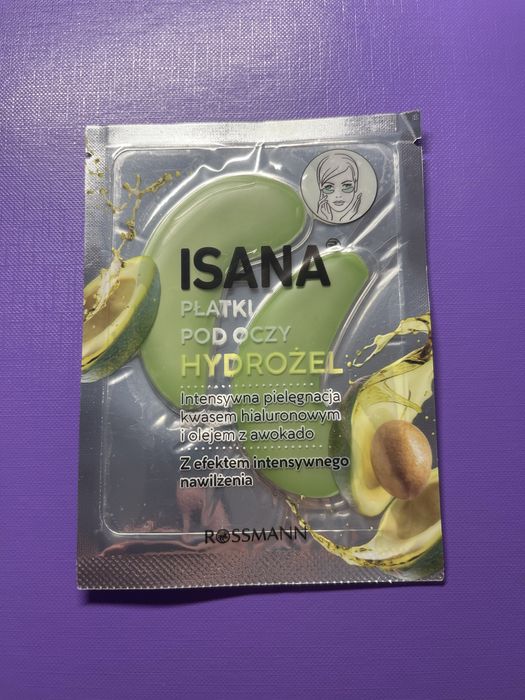 ISANA
PŁATKI
POD OCZY
HYDROŻEL
Intensywna pielęgnacja
kwasem hialuronowym
i olejem z awokado
Z efektem intensywnego
nawilżenia
ROSSMANN